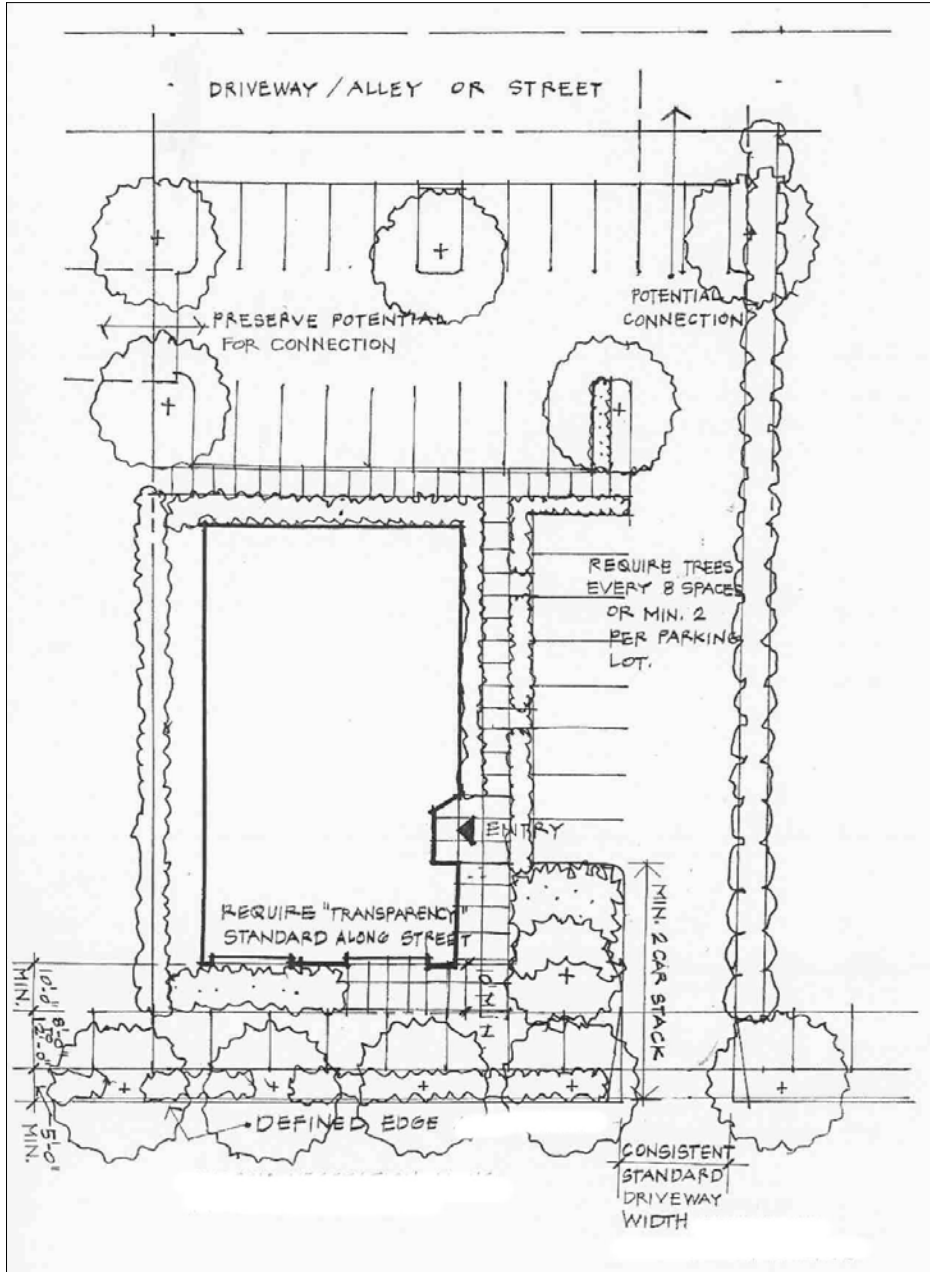 DRIVEWAY / ALLEY OR STREET
POTENTIAL
CONNECTION
PRESERVE POTENTIAL
FOR CONNECTION
REQUIRE TREES
EVERY 8 SPACES
OR MIN. 2
PER PARKING
LOT.
ENTRY
REQUIRE "TRANSPARENCY"
STANDARD ALONG STREET
MIN. 2 CAR STACK
10'-0"
MIN.
8'-0"
TO
12'-0"
5'-0"
MIN.
DEFINED EDGE
CONSISTENT
STANDARD
DRIVEWAY
WIDTH